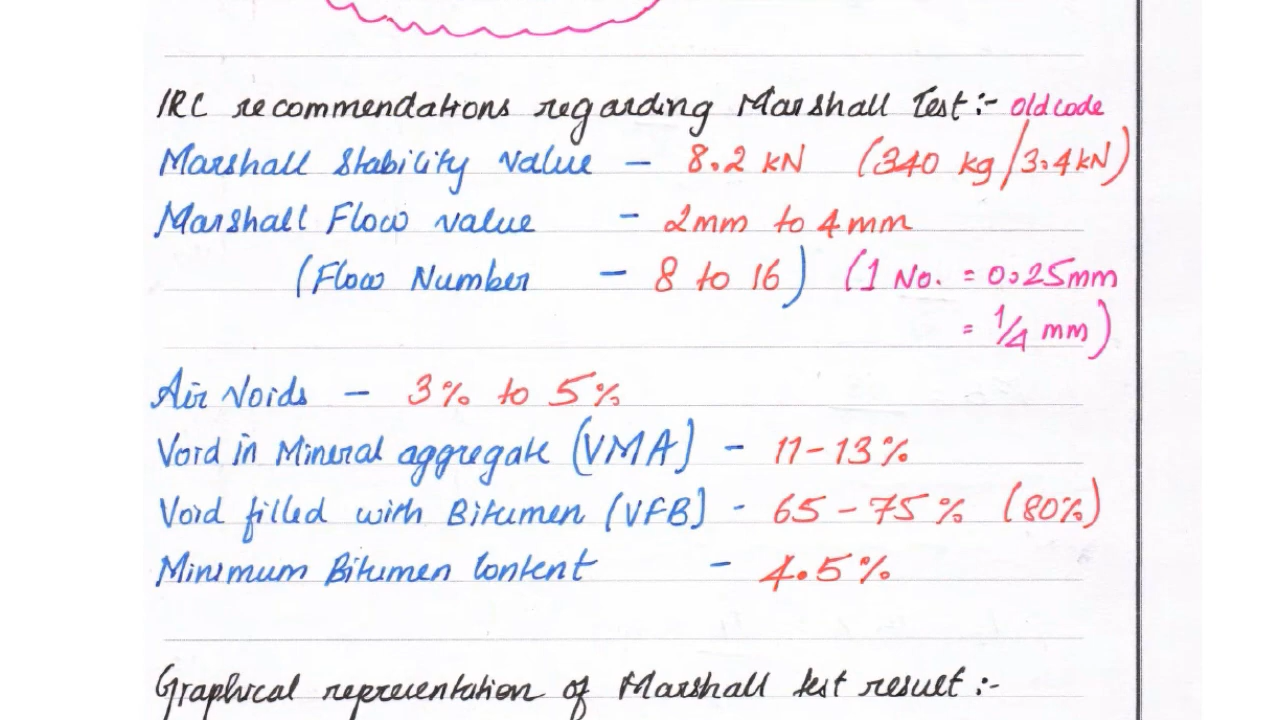 IRC recommendations regarding Marshall Test :- old code
Marshall Stability Value - 8.2 KN (340 kg/3.4 KN)
Marshall Flow value - 2mm to 4mm
(Flow Number - 8 to 16) (1 No. = 0.25mm
= 1/4 mm)
Air Voids - 3% to 5%
Void in Mineral aggregate (VMA) - 11-13%
Void filled with Bitumen (VFB) - 65-75% (80%)
Minimum Bitumen Content - 4.5%
Graphical representation of Marshall test result :-